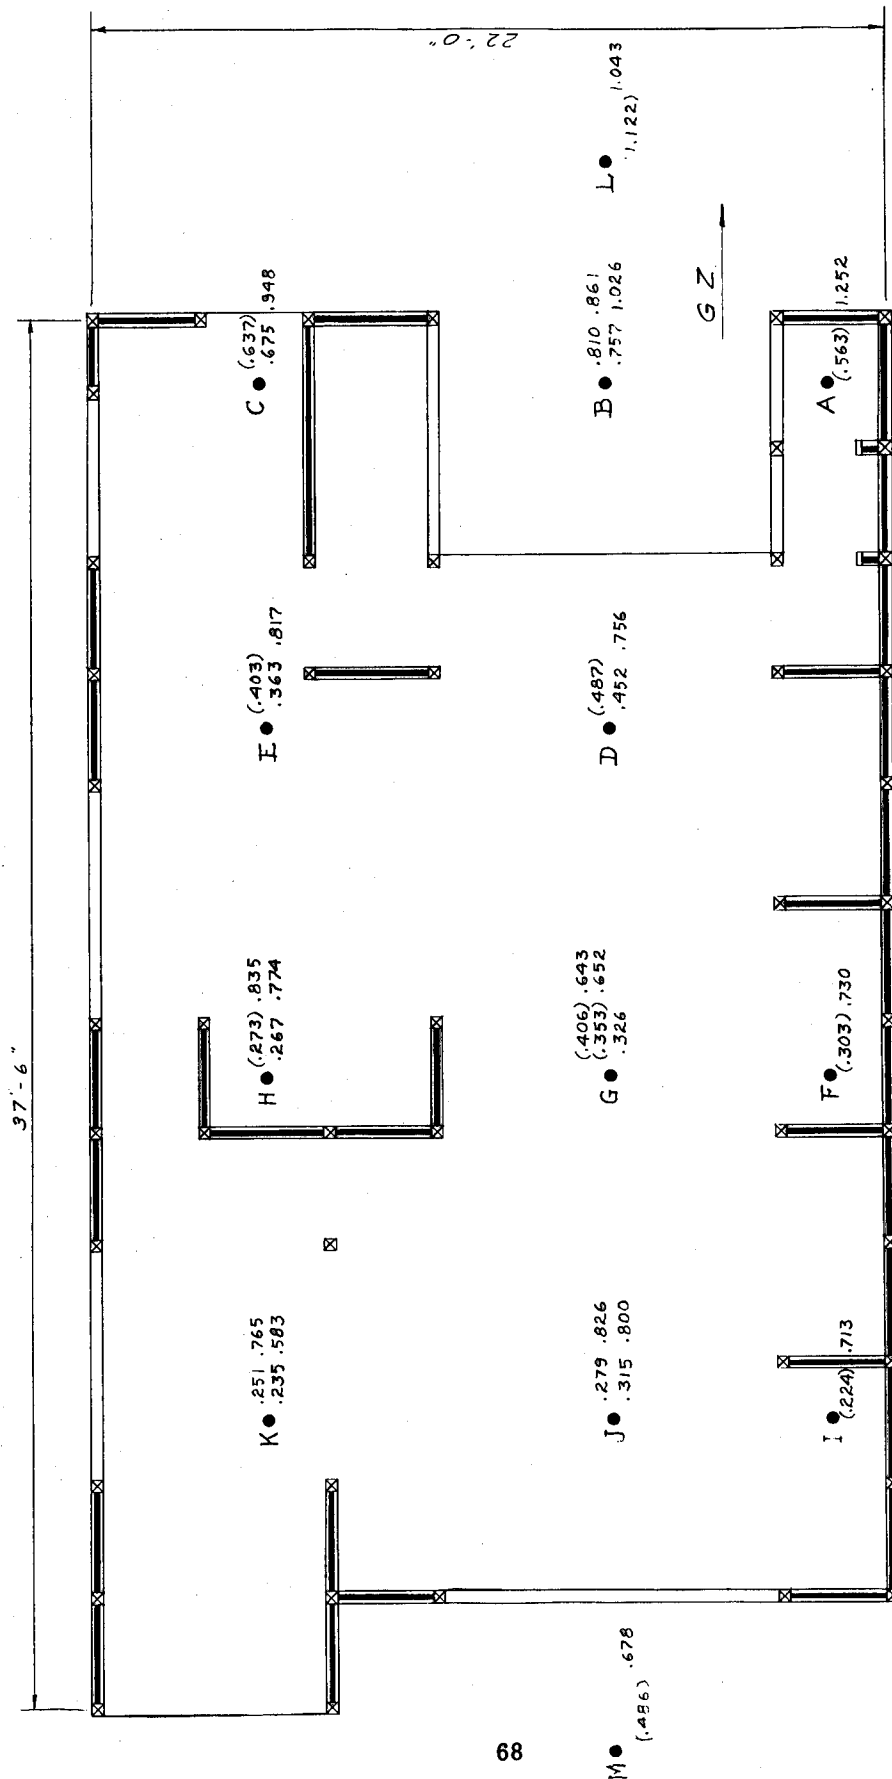 22'-0"
37'-6"
L
1.122) 1.043
GZ
C
(.637)
.675 .948
B
.810 .861
.757 1.026
A
(.563) 1.252
E
(.403)
.363 .817
D
(.487)
.452 .756
H
(.273) .835
.267 .774
G
(.406) .643
(.353) .652
.326
F
(.303) .730
K
.251 .765
.235 .583
J
.279 .826
.315 .800
I
(.224) .713
M
(.486) .678
68